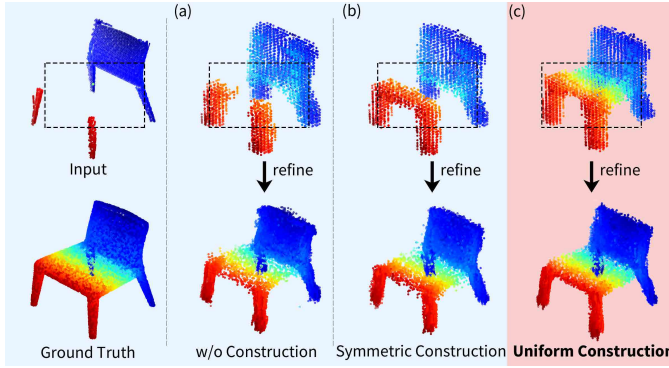 (a)
(b)
(c)
Input
refine
refine
refine
Ground Truth
w/o Construction
Symmetric Construction
Uniform Construction